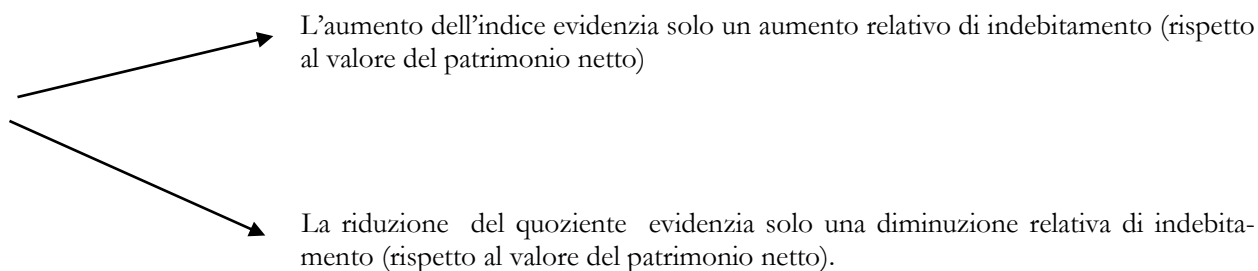 L’aumento dell’indice evidenzia solo un aumento relativo di indebitamento (rispetto
al valore del patrimonio netto)
La riduzione del quoziente evidenzia solo una diminuzione relativa di indebita-
mento (rispetto al valore del patrimonio netto).